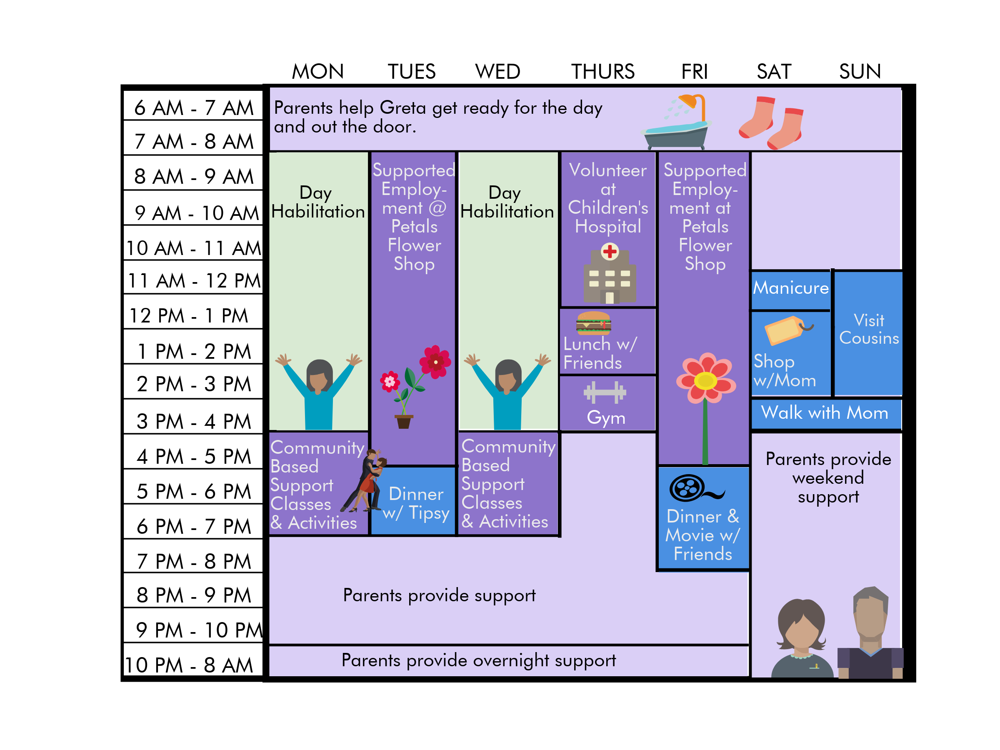 MON TUES WED THURS FRI SAT SUN
6 AM - 7 AM
7 AM - 8 AM
8 AM - 9 AM
9 AM - 10 AM
10 AM - 11 AM
11 AM - 12 PM
12 PM - 1 PM
1 PM - 2 PM
2 PM - 3 PM
3 PM - 4 PM
4 PM - 5 PM
5 PM - 6 PM
6 PM - 7 PM
7 PM - 8 PM
8 PM - 9 PM
9 PM - 10 PM
10 PM - 8 AM
Parents help Greta get ready for the day
and out the door.
Day
Habilitation
Community
Based
Support
Classes
& Activities
Supported
Employ-
ment @
Petals
Flower
Shop
Dinner
w/ Tipsy
Day
Habilitation
Community
Based
Support
Classes
& Activities
Volunteer
at
Children's
Hospital
Lunch w/
Friends
Gym
Supported
Employ-
ment at
Petals
Flower
Shop
Dinner &
Movie w/
Friends
Manicure
Shop
w/Mom
Visit
Cousins
Walk with Mom
Parents provide
weekend
support
Parents provide support
Parents provide overnight support